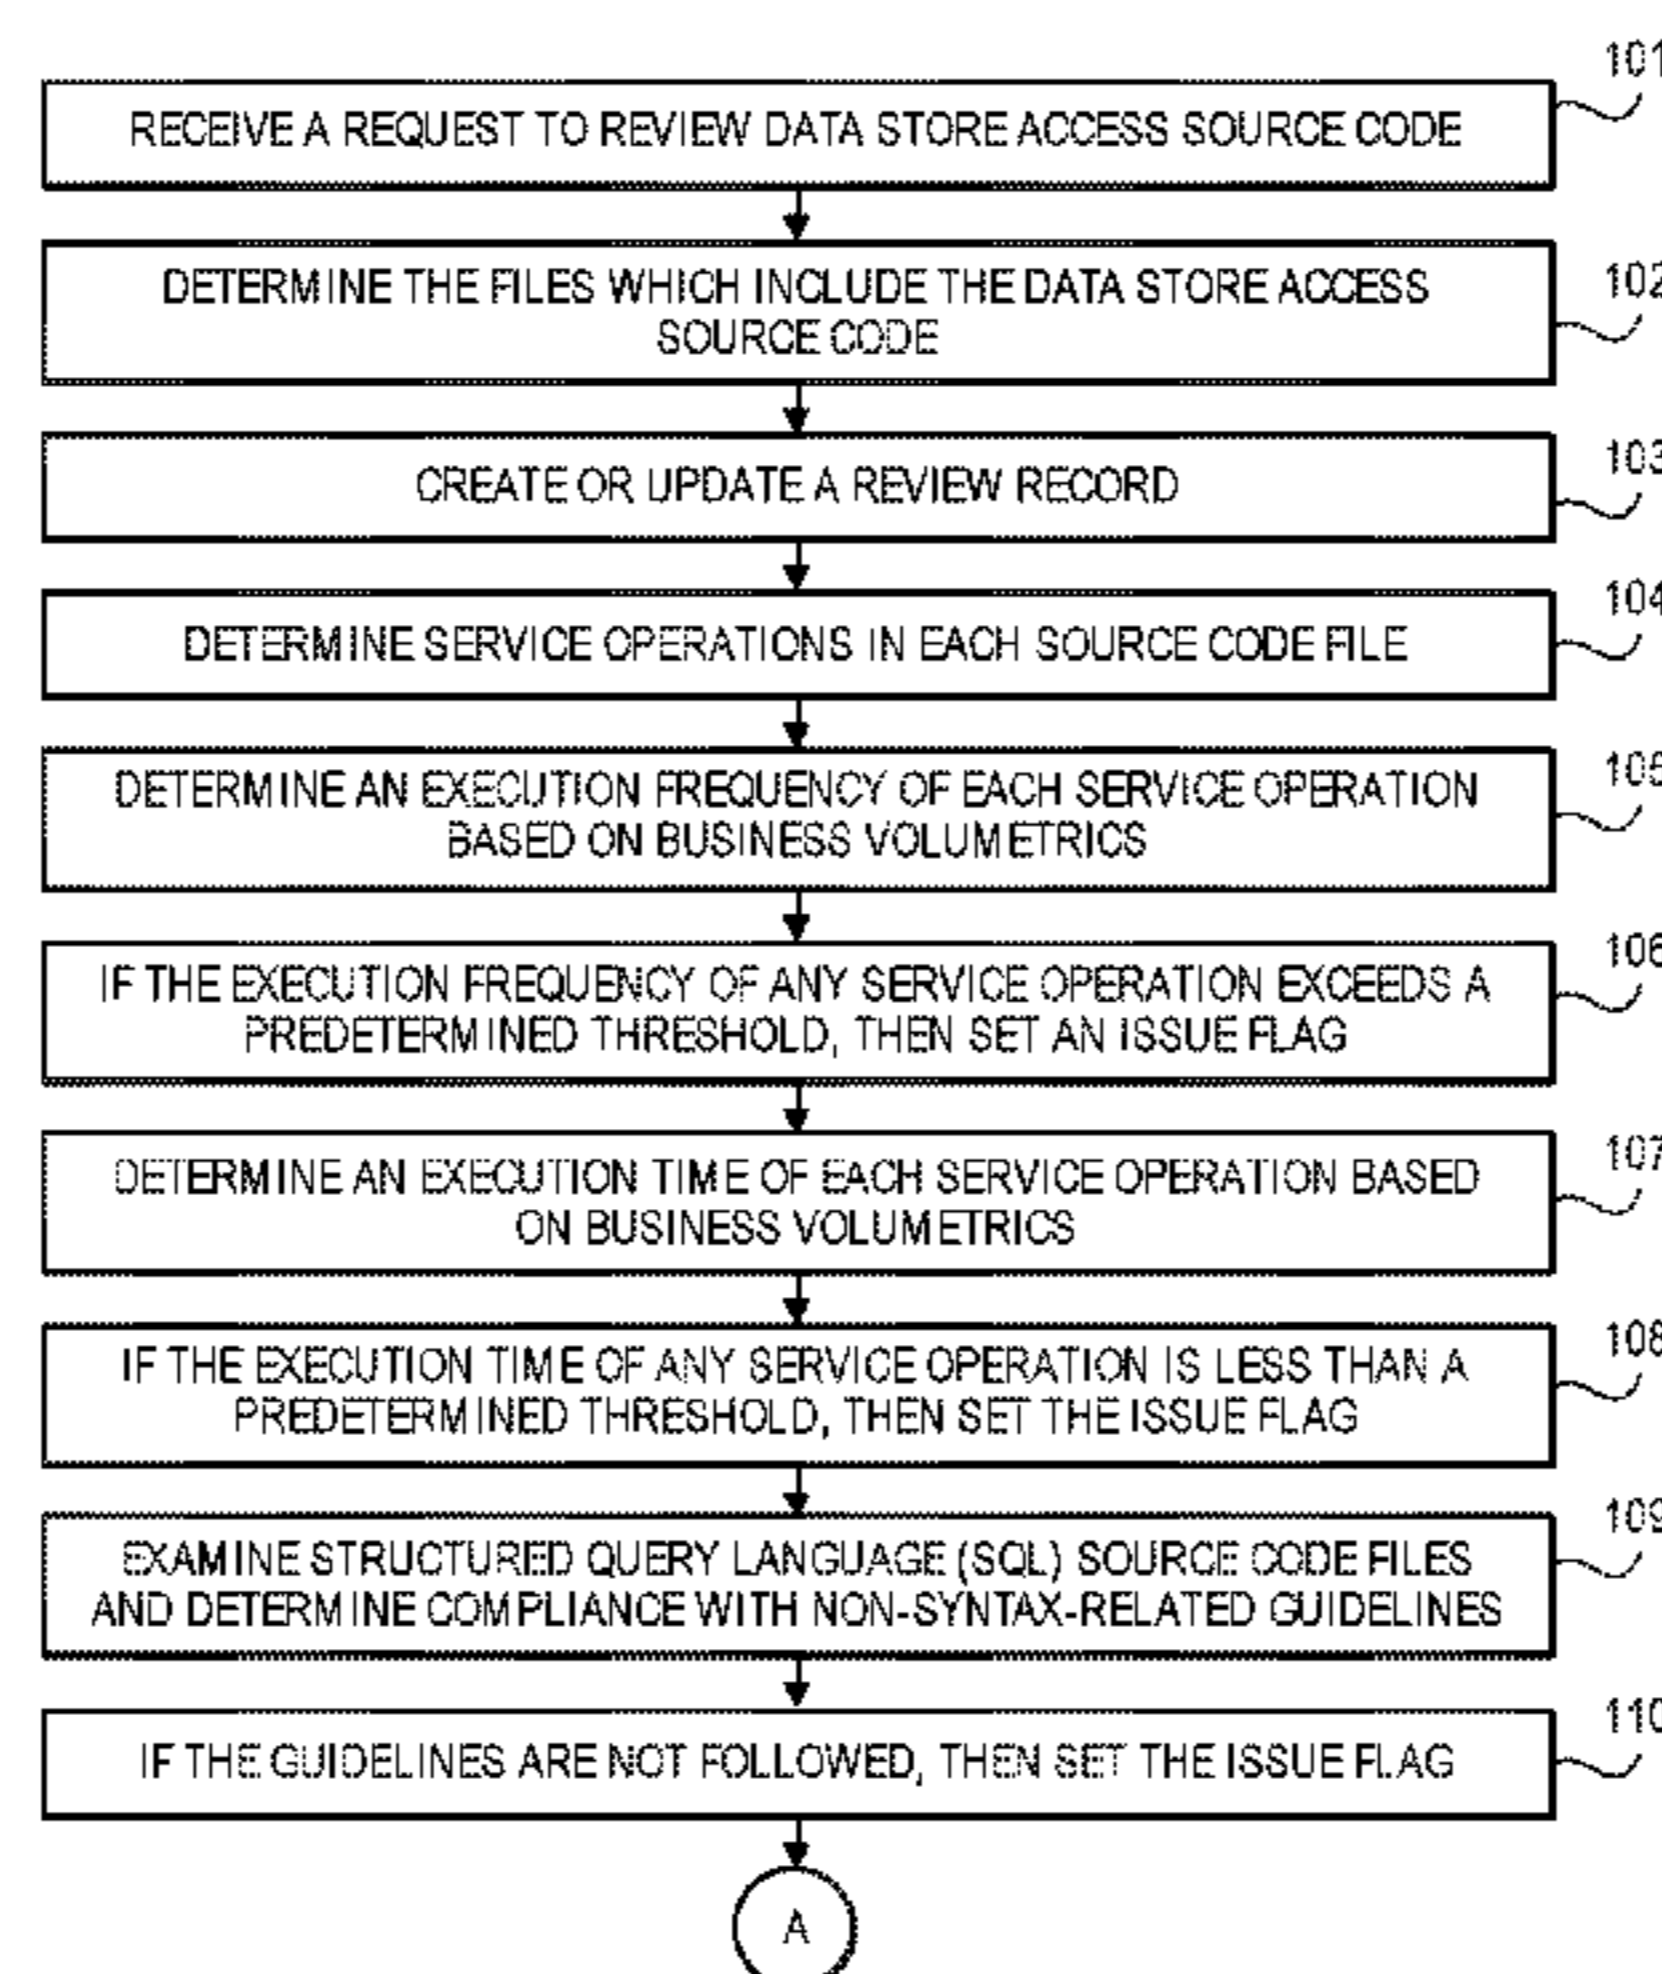 101
RECEIVE A REQUEST TO REVIEW DATA STORE ACCESS SOURCE CODE
102
DETERMINE THE FILES WHICH INCLUDE THE DATA STORE ACCESS
SOURCE CODE
103
CREATE OR UPDATE A REVIEW RECORD
104
DETERMINE SERVICE OPERATIONS IN EACH SOURCE CODE FILE
105
DETERMINE AN EXECUTION FREQUENCY OF EACH SERVICE OPERATION
BASED ON BUSINESS VOLUMETRICS
106
IF THE EXECUTION FREQUENCY OF ANY SERVICE OPERATION EXCEEDS A
PREDETERMINED THRESHOLD, THEN SET AN ISSUE FLAG
107
DETERMINE AN EXECUTION TIME OF EACH SERVICE OPERATION BASED
ON BUSINESS VOLUMETRICS
108
IF THE EXECUTION TIME OF ANY SERVICE OPERATION IS LESS THAN A
PREDETERMINED THRESHOLD, THEN SET THE ISSUE FLAG
109
EXAMINE STRUCTURED QUERY LANGUAGE (SQL) SOURCE CODE FILES
AND DETERMINE COMPLIANCE WITH NON-SYNTAX-RELATED GUIDELINES
110
IF THE GUIDELINES ARE NOT FOLLOWED, THEN SET THE ISSUE FLAG
A